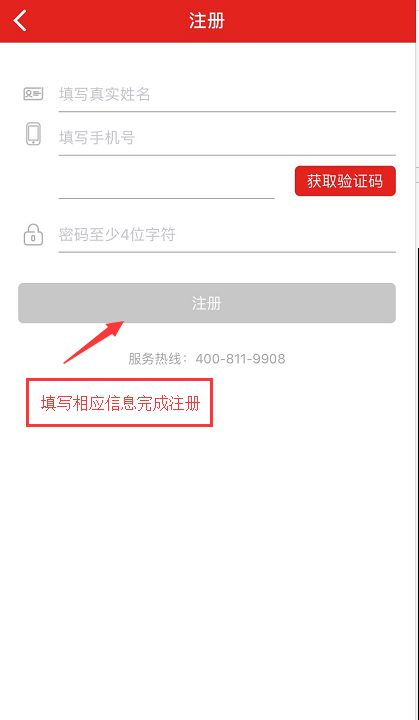 注册
填写真实姓名
填写手机号
获取验证码
密码至少4位字符
注册
服务热线：400-811-9908
填写相应信息完成注册